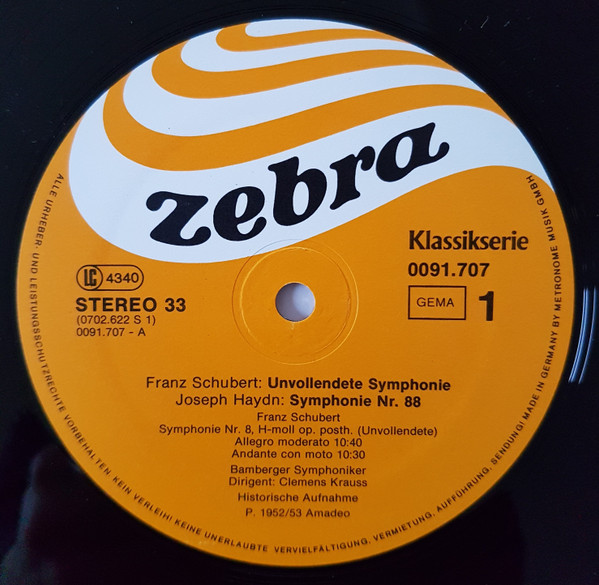 zebra
Klassikserie
0091.707
GEMA 1
LC 4340
STEREO 33
(0702.622 S 1)
0091.707 - A
Franz Schubert: Unvollendete Symphonie
Joseph Haydn: Symphonie Nr. 88
Franz Schubert
Symphonie Nr. 8, H-moll op. posth. (Unvollendete)
Allegro moderato 10:40
Andante con moto 10:30
Bamberger Symphoniker
Dirigent: Clemens Krauss
Historische Aufnahme
P. 1952/53 Amadeo
ALLE URHEBER- UND LEISTUNGSSCHUTZRECHTE VORBEHALTEN. KEIN VERLEIH! KEINE UNERLAUBTE VERVIELFÄLTIGUNG, VERMIETUNG, AUFFÜHRUNG, SENDUNG! MADE IN GERMANY BY METRONOME MUSIK GMBH